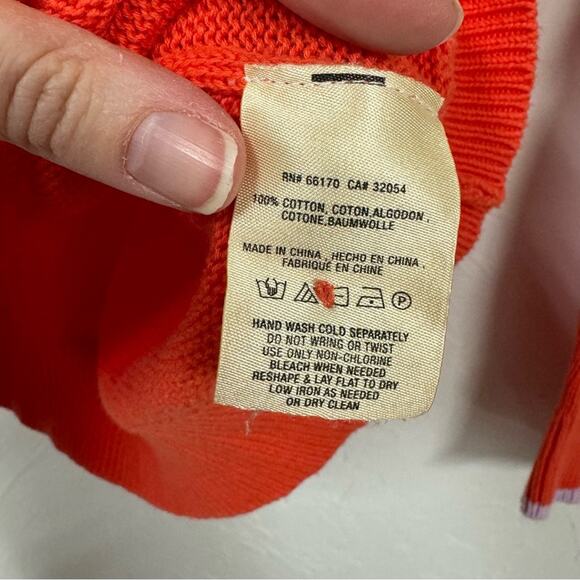 RN# 66170 CA# 32054
100% COTTON, COTON,ALGODON,
COTONE,BAUMWOLLE
MADE IN CHINA , HECHO EN CHINA ,
FABRIQUÉ EN CHINE
P
HAND WASH COLD SEPARATELY
DO NOT WRING OR TWIST
USE ONLY NON-CHLORINE
BLEACH WHEN NEEDED
RESHAPE & LAY FLAT TO DRY
LOW IRON AS NEEDED
OR DRY CLEAN